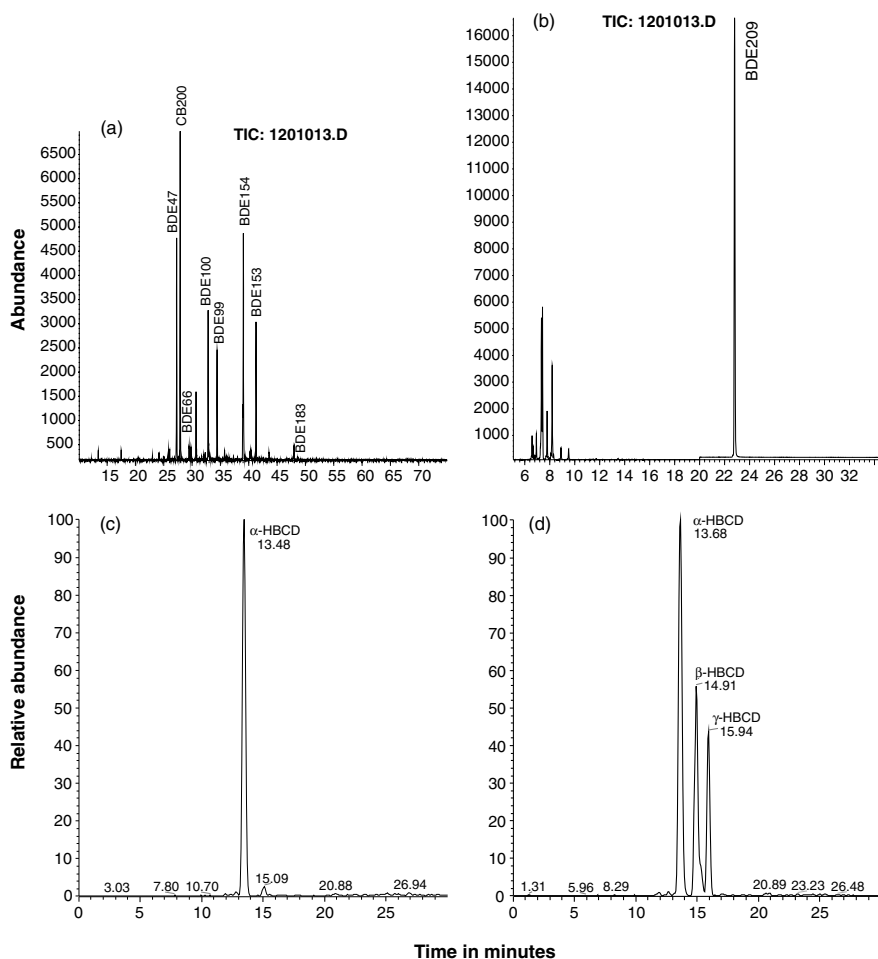 (a)
TIC: 1201013.D
CB200
BDE47
BDE66
BDE100
BDE99
BDE154
BDE153
BDE183
6500
6000
5500
5000
4500
4000
3500
3000
2500
2000
1500
1000
500
15 20 25 30 35 40 45 50 55 60 65 70
Abundance
(b)
TIC: 1201013.D
BDE209
16000
15000
14000
13000
12000
11000
10000
9000
8000
7000
6000
5000
4000
3000
2000
1000
6 8 10 12 14 16 18 20 22 24 26 28 30 32
(c)
α-HBCD
13.48
100
90
80
70
60
50
40
30
20
10
0
3.03 7.80 10.70 15.09 20.88 26.94
0 5 10 15 20 25
Relative abundance
(d)
α-HBCD
13.68
β-HBCD
14.91
γ-HBCD
15.94
100
90
80
70
60
50
40
30
20
10
0
1.31 5.96 8.29 20.89 23.23 26.48
0 5 10 15 20 25
Time in minutes